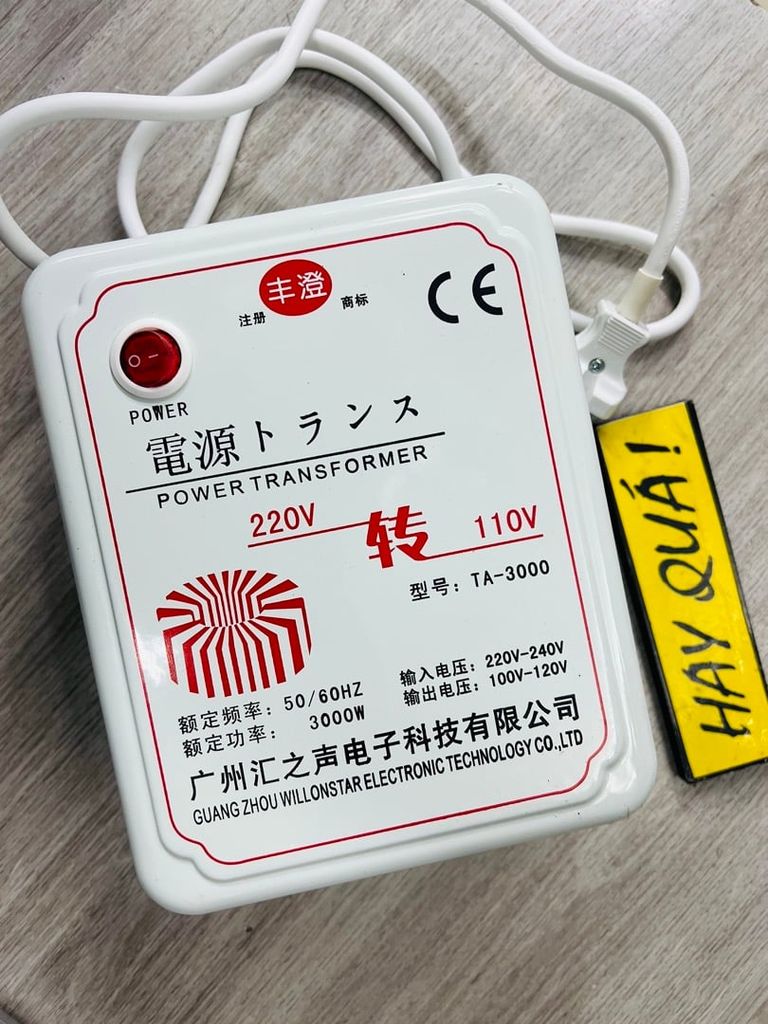 丰澄
注册 商标
CE
POWER
電源トランス
POWER TRANSFORMER
220V 转 110V
型号: TA-3000
额定频率: 50/60HZ
额定功率: 3000W
输入电压: 220V-240V
输出电压: 100V-120V
广州汇之声电子科技有限公司
GUANG ZHOU WILLONSTAR ELECTRONIC TECHNOLOGY CO.,LTD
HAY QUÁ!